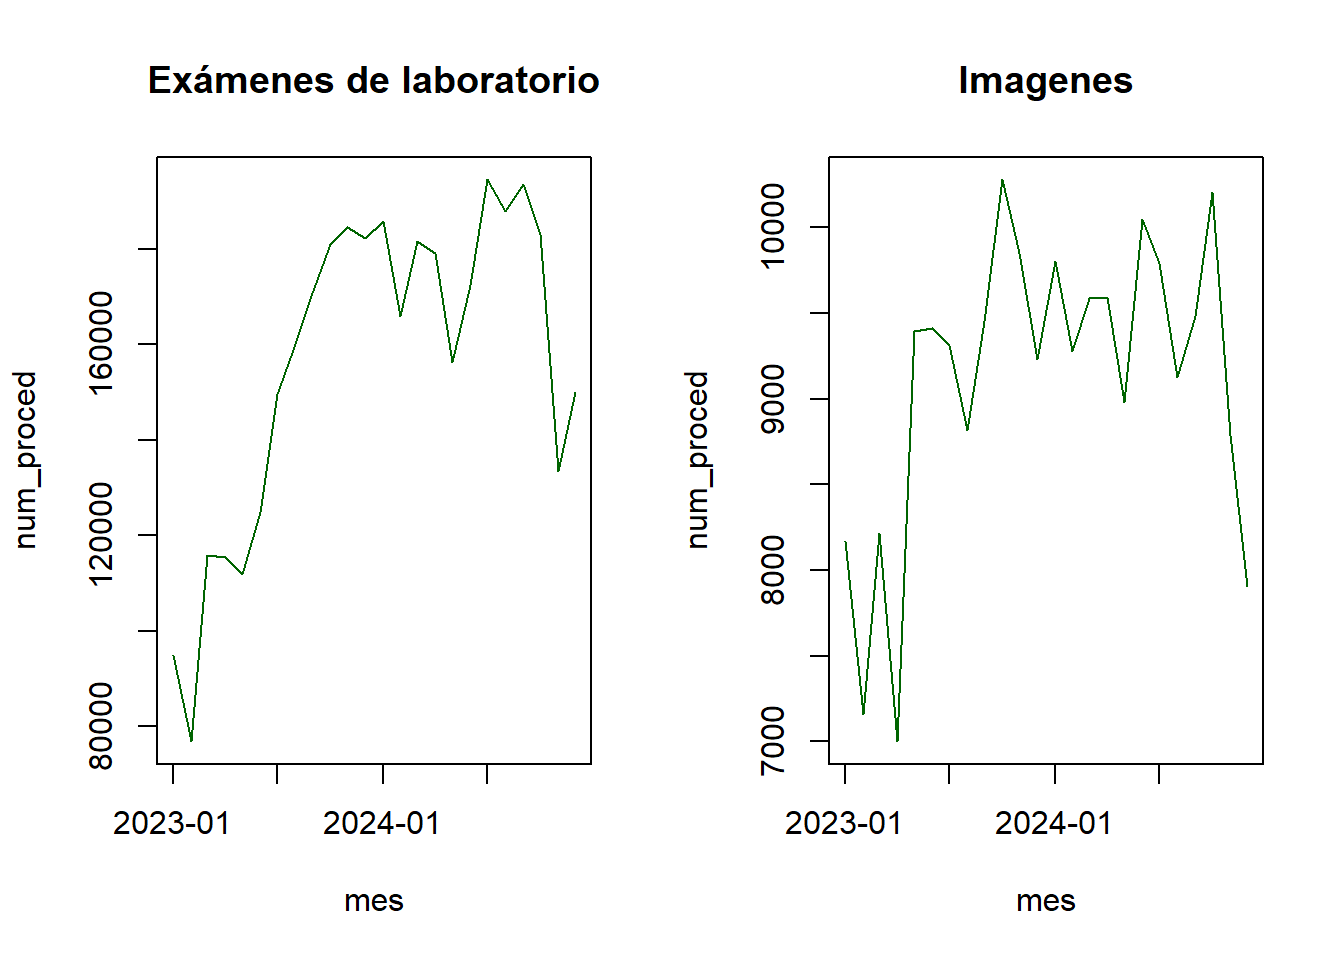 Exámenes de laboratorio
num_proced
160000
120000
80000
2023-01
2024-01
mes
Imagenes
num_proced
10000
9000
8000
7000
2023-01
2024-01
mes